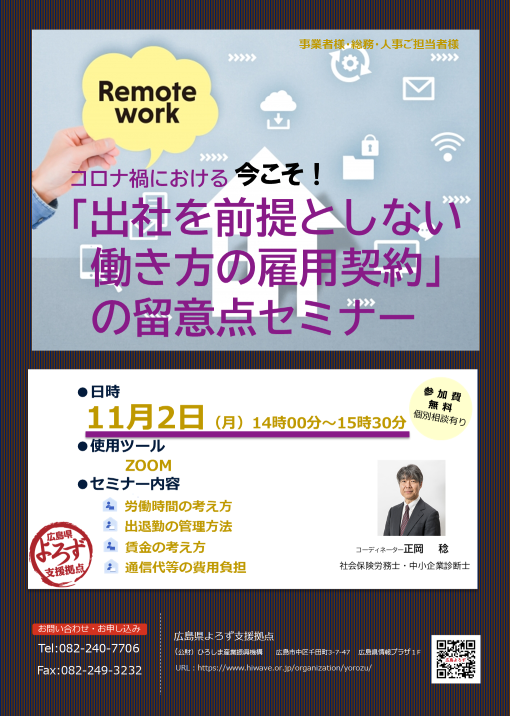 事業者様・総務・人事ご担当者様
Remote
work
コロナ禍における 今こそ！
「出社を前提としない
働き方の雇用契約」
の留意点セミナー
●日時
11月2日（月）14時00分～15時30分
参加費
無料
個別相談有り
●使用ツール
ZOOM
●セミナー内容
労働時間の考え方
出退勤の管理方法
賃金の考え方
通信代等の費用負担
広島県
よろず
支援拠点
コーディネーター正岡 稔
社会保険労務士・中小企業診断士
お問い合わせ・お申し込み
Tel:082-240-7706
Fax:082-249-3232
広島県よろず支援拠点
（公財）ひろしま産業振興機構 広島市中区千田町3-7-47 広島県情報プラザ１F
URL：https://www.hiwave.or.jp/organization/yorozu/
広島よろず